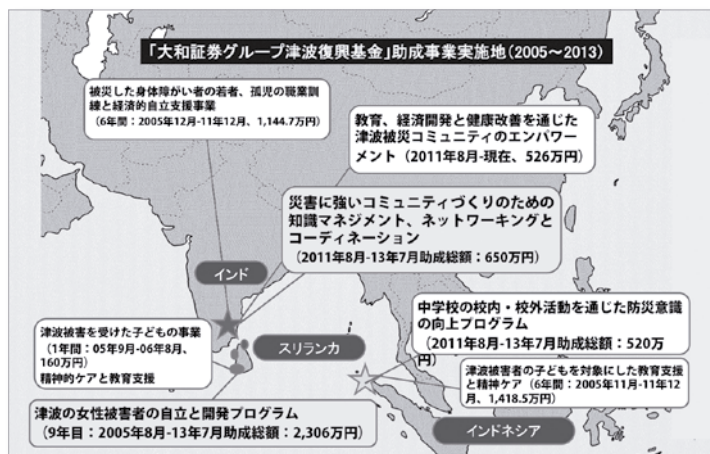 「大和証券グループ津波復興基金」助成事業実施地(2005～2013)
被災した身体障がい者の若者、孤児の職業訓
練と経済的自立支援事業
(6年間：2005年12月-11年12月、1,144.7万円)
教育、経済開発と健康改善を通じた
津波被災コミュニティのエンパワー
メント（2011年8月-現在、526万円）
災害に強いコミュニティづくりのための
知識マネジメント、ネットワーキングと
コーディネーション
（2011年8月-13年7月助成総額：650万円）
インド
中学校の校内・校外活動を通じた防災意識
の向上プログラム
（2011年8月-13年7月助成総額：520万
円）
津波被害を受けた子どもの事業
（1年間：05年9月-06年8月、
160万円）
精神的ケアと教育支援
スリランカ
津波被害者の子どもを対象にした教育支援
と精神ケア（6年間：2005年11月-11年12
月、1,418.5万円）
津波の女性被害者の自立と開発プログラム
（9年目：2005年8月-13年7月助成総額：2,306万円）
インドネシア